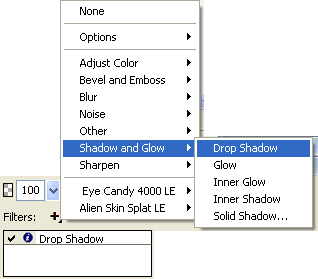 None
Options
Adjust Color
Bevel and Emboss
Blur
Noise
Other
Shadow and Glow
Sharpen
Eye Candy 4000 LE
Alien Skin Splat LE
Drop Shadow
Glow
Inner Glow
Inner Shadow
Solid Shadow...
100
Filters:
Drop Shadow